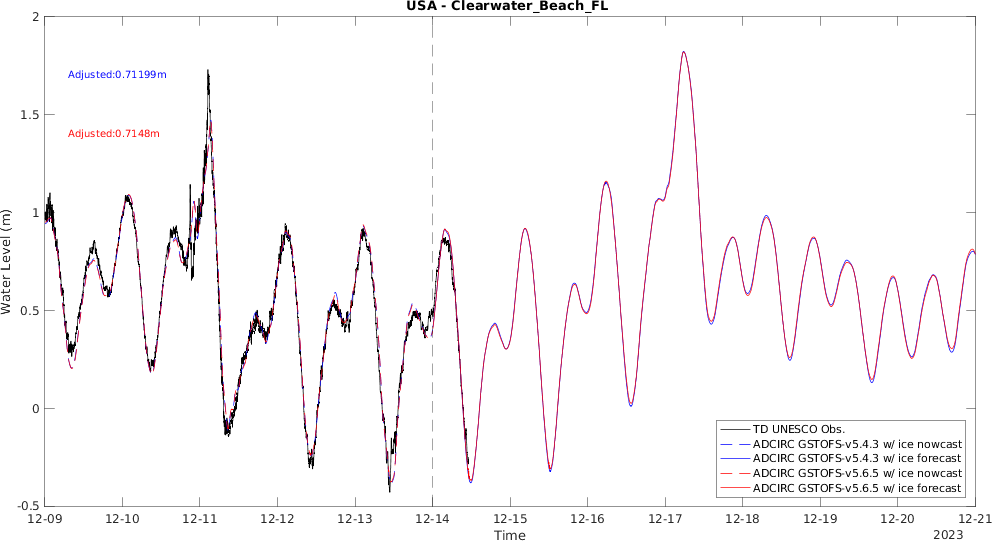 USA - Clearwater_Beach_FL
2
1.5
1
0.5
0
-0.5
Water Level (m)
Adjusted:0.71199m
Adjusted:0.7148m
TD UNESCO Obs.
ADCIRC GSTOFS-v5.4.3 w/ ice nowcast
ADCIRC GSTOFS-v5.4.3 w/ ice forecast
ADCIRC GSTOFS-v5.6.5 w/ ice nowcast
ADCIRC GSTOFS-v5.6.5 w/ ice forecast
12-09 12-10 12-11 12-12 12-13 12-14 12-15 12-16 12-17 12-18 12-19 12-20 12-21
Time
2023